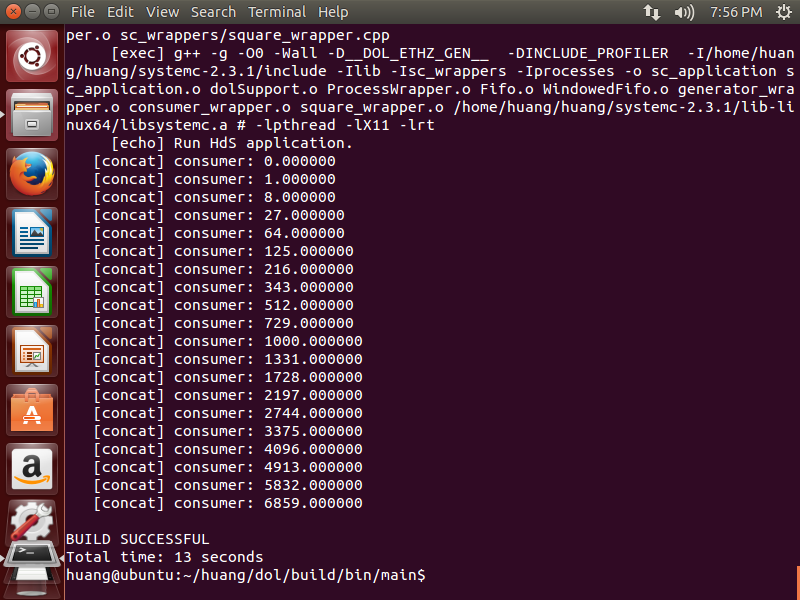 File Edit View Search Terminal Help 7:56 PM
per.o sc_wrappers/square_wrapper.cpp
[exec] g++ -g -O0 -Wall -D__DOL_ETHZ_GEN__ -DINCLUDE_PROFILER -I/home/huan
g/huang/systemc-2.3.1/include -Ilib -Isc_wrappers -Iprocesses -o sc_application s
c_application.o dolSupport.o ProcessWrapper.o Fifo.o WindowedFifo.o generator_wra
pper.o consumer_wrapper.o square_wrapper.o /home/huang/huang/systemc-2.3.1/lib-li
nux64/libsystemc.a # -lpthread -lX11 -lrt
[echo] Run HdS application.
[concat] consumer: 0.000000
[concat] consumer: 1.000000
[concat] consumer: 8.000000
[concat] consumer: 27.000000
[concat] consumer: 64.000000
[concat] consumer: 125.000000
[concat] consumer: 216.000000
[concat] consumer: 343.000000
[concat] consumer: 512.000000
[concat] consumer: 729.000000
[concat] consumer: 1000.000000
[concat] consumer: 1331.000000
[concat] consumer: 1728.000000
[concat] consumer: 2197.000000
[concat] consumer: 2744.000000
[concat] consumer: 3375.000000
[concat] consumer: 4096.000000
[concat] consumer: 4913.000000
[concat] consumer: 5832.000000
[concat] consumer: 6859.000000
BUILD SUCCESSFUL
Total time: 13 seconds
huang@ubuntu:~/huang/dol/build/bin/main$